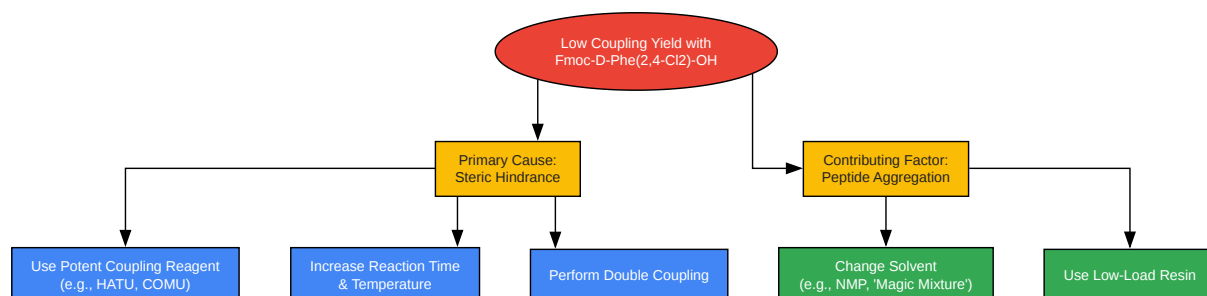 Low Coupling Yield with
Fmoc-D-Phe(2,4-Cl2)-OH
Primary Cause:
Steric Hindrance
Contributing Factor:
Peptide Aggregation
Use Potent Coupling Reagent
(e.g., HATU, COMU)
Increase Reaction Time
& Temperature
Perform Double Coupling
Change Solvent
(e.g., NMP, 'Magic Mixture')
Use Low-Load Resin